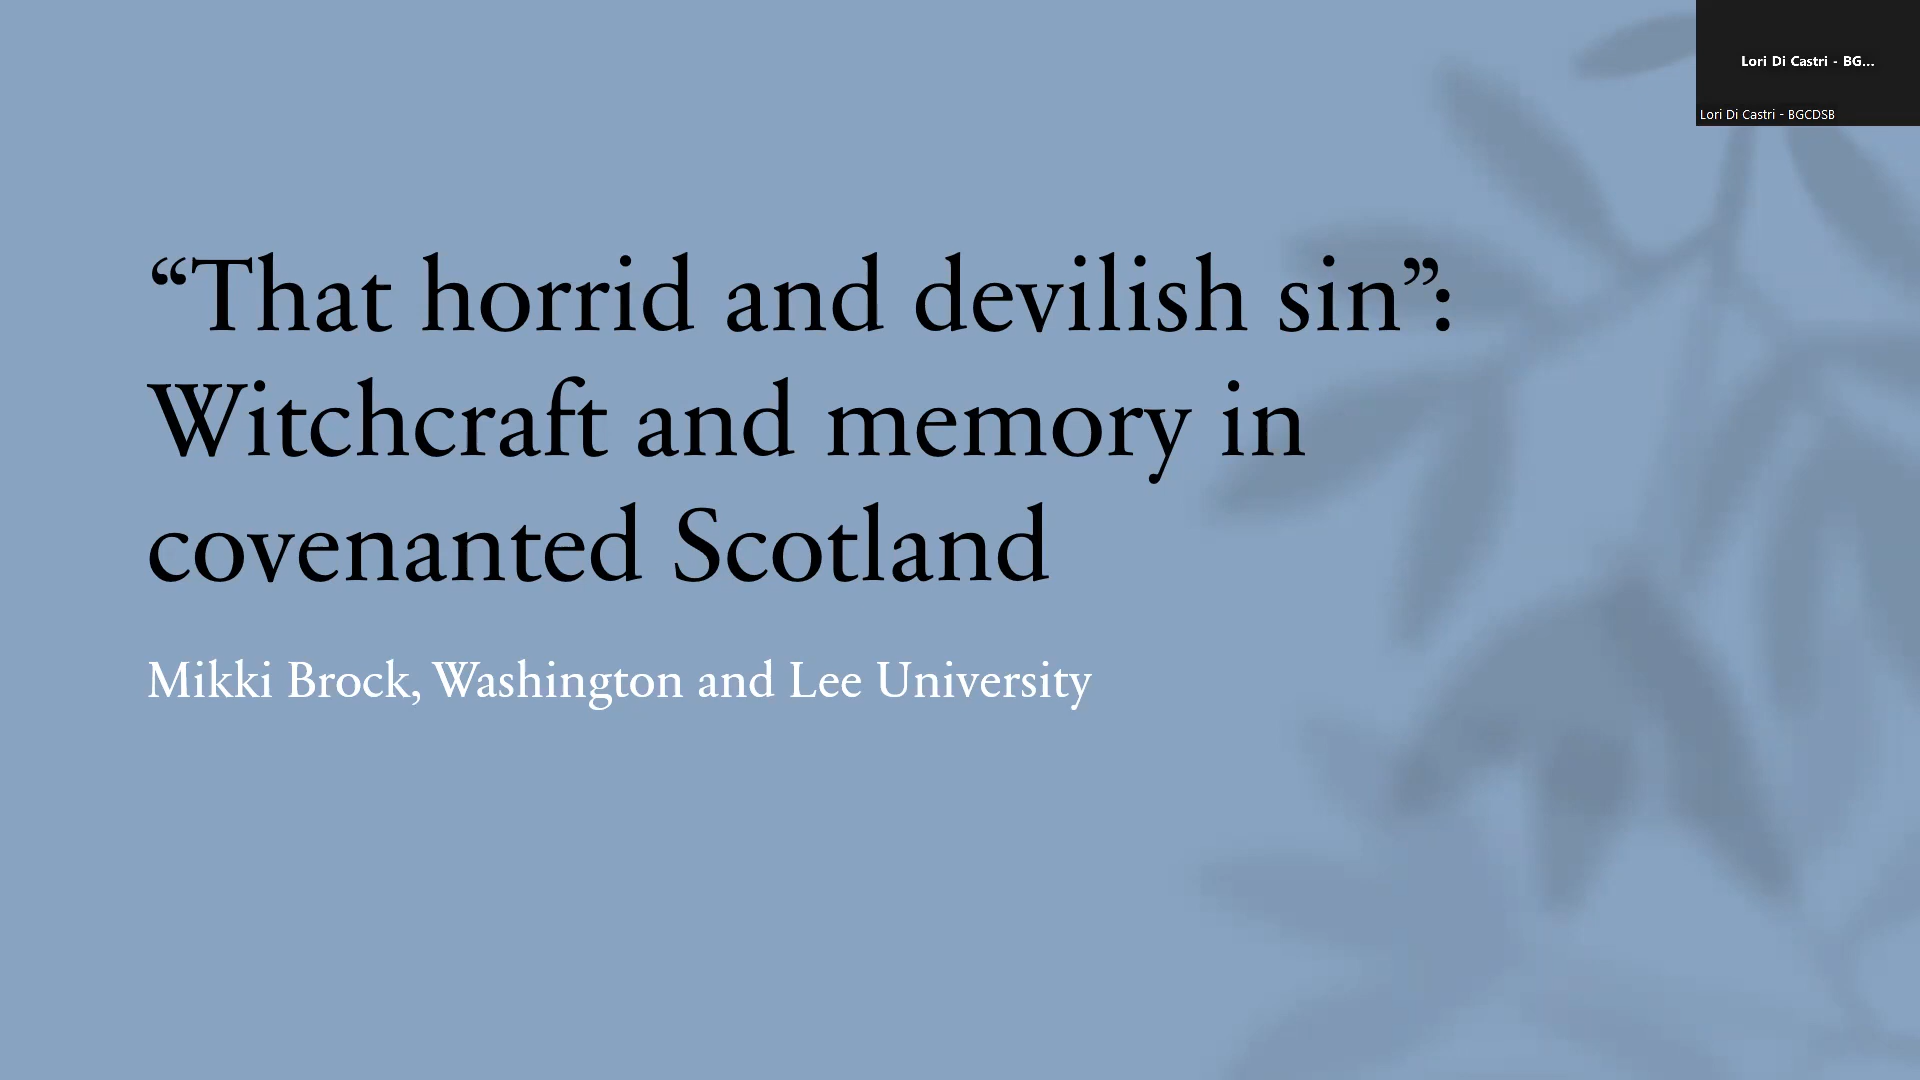 Lori Di Castri - BG...
Lori Di Castri - BGCDSB
“That horrid and devilish sin”:
Witchcraft and memory in
covenanted Scotland
Mikki Brock, Washington and Lee University